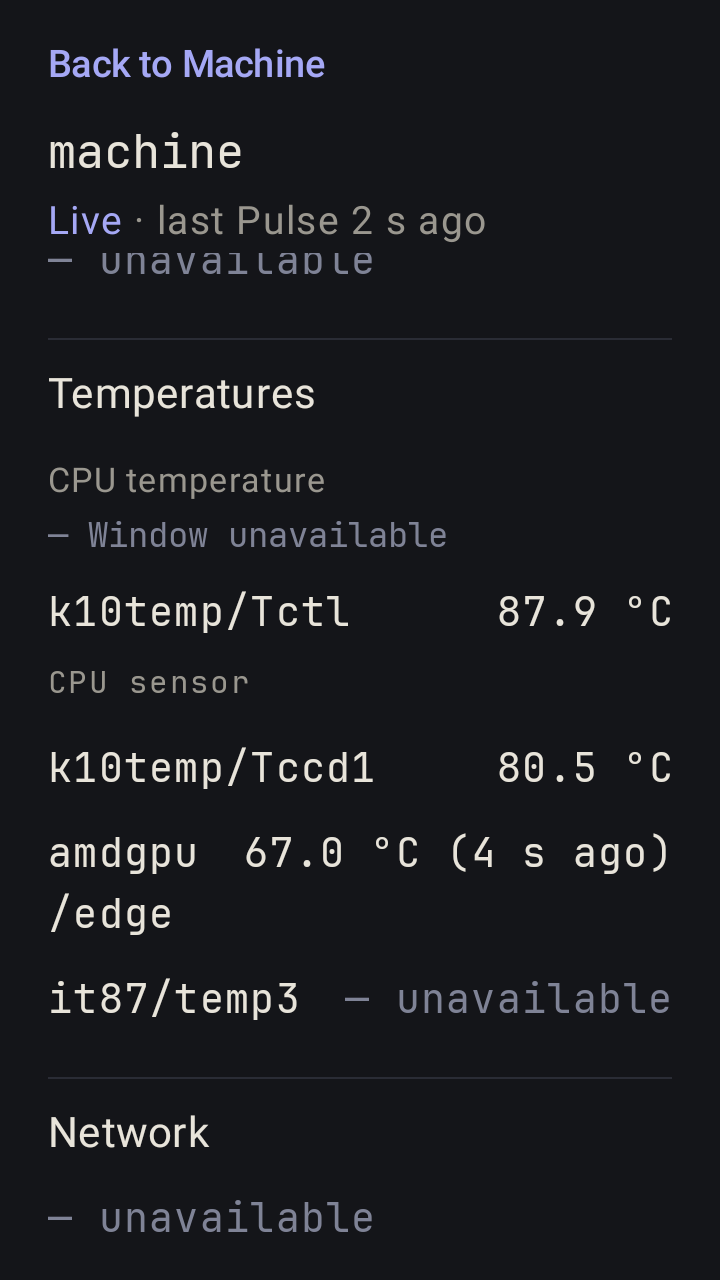 Back to Machine
machine
Live · last Pulse 2 s ago
— unavailable
Temperatures
CPU temperature
— Window unavailable
k10temp/Tctl 87.9 °C
CPU sensor
k10temp/Tccd1 80.5 °C
amdgpu 67.0 °C (4 s ago)
/edge
it87/temp3 — unavailable
Network
— unavailable